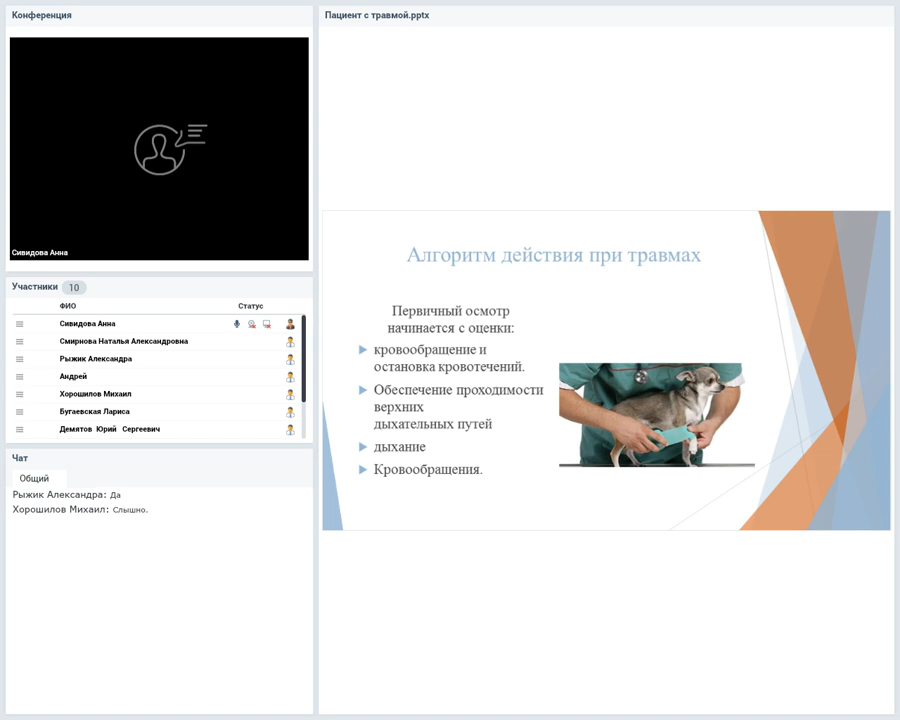 Конференция
Сивидова Анна
Участники 10
ФИО Статус
Сивидова Анна
Смирнова Наталья Александровна
Рыжик Александра
Андрей
Хорошилов Михаил
Бугаевская Лариса
Демятов Юрий Сергеевич
Чат
Общий
Рыжик Александра: Да
Хорошилов Михаил: Слышно.
Пациент с травмой.pptx
Алгоритм действия при травмах
Первичный осмотр
начинается с оценки:
кровообращение и
остановка кровотечений.
Обеспечение проходимости
верхних
дыхательных путей
дыхание
Кровообращения.